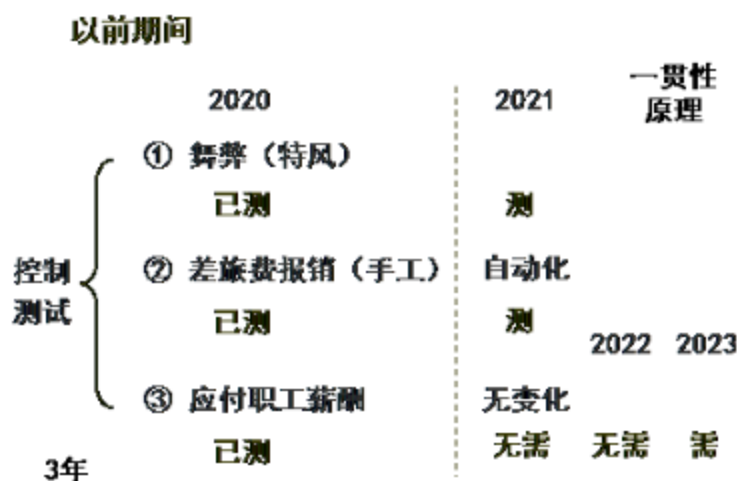 以前期间
2020 2021 一贯性
原理
① 舞弊（特风）
已测 测
控制
测试
② 差旅费报销（手工） 自动化
已测 测
2022 2023
③ 应付职工薪酬 无变化
已测 无需 无需 需
3年